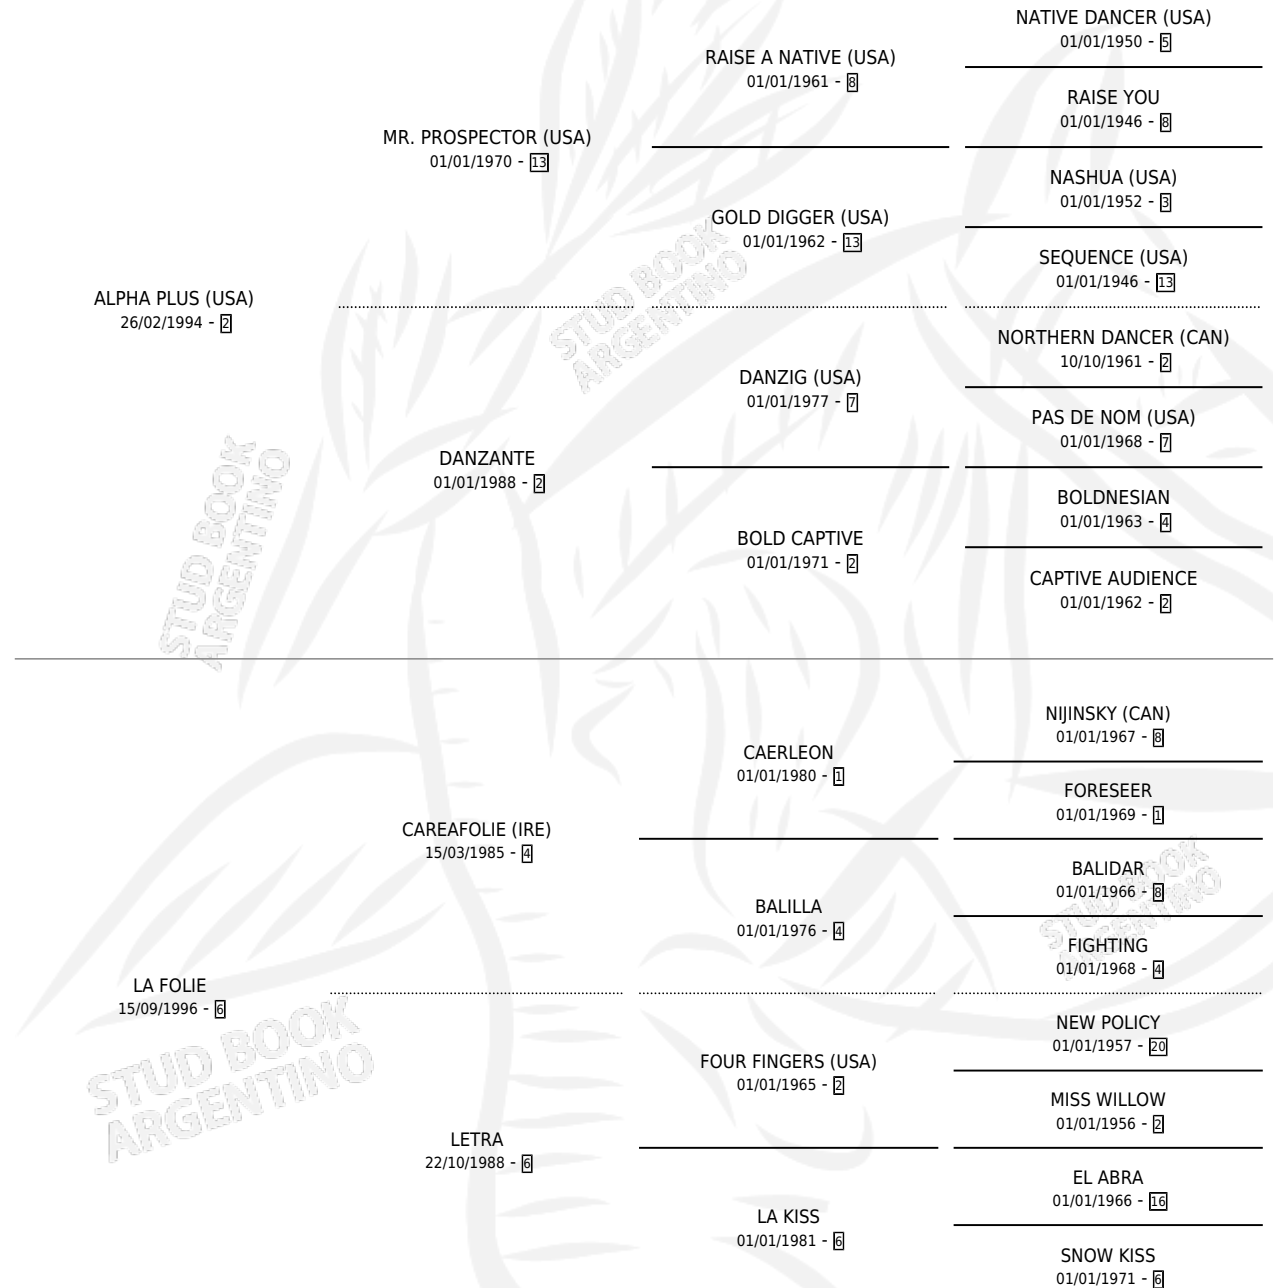 NATIVE DANCER (USA)
01/01/1950 - 5
RAISE A NATIVE (USA)
01/01/1961 - 8
RAISE YOU
01/01/1946 - 8
MR. PROSPECTOR (USA)
01/01/1970 - 13
NASHUA (USA)
01/01/1952 - 3
GOLD DIGGER (USA)
01/01/1962 - 13
SEQUENCE (USA)
01/01/1946 - 13
ALPHA PLUS (USA)
26/02/1994 - 2
STUD BOOK
ARGENTINO
NORTHERN DANCER (CAN)
10/10/1961 - 2
DANZIG (USA)
01/01/1977 - 7
PAS DE NOM (USA)
01/01/1968 - 7
DANZANTE
01/01/1988 - 2
BOLDNESIAN
01/01/1963 - 4
BOLD CAPTIVE
01/01/1971 - 2
CAPTIVE AUDIENCE
01/01/1962 - 2
STUD BOOK
ARGENTINO
NIJINSKY (CAN)
01/01/1967 - 8
CAERLEON
01/01/1980 - 1
FORESEER
01/01/1969 - 1
CAREAFOLIE (IRE)
15/03/1985 - 4
BALIDAR
01/01/1966 - 8
BALILLA
01/01/1976 - 4
STUD BOOK
ARGENTINO
FIGHTING
01/01/1968 - 4
LA FOLIE
15/09/1996 - 6
STUD BOOK
ARGENTINO
NEW POLICY
01/01/1957 - 20
FOUR FINGERS (USA)
01/01/1965 - 2
MISS WILLOW
01/01/1956 - 2
LETRA
22/10/1988 - 6
EL ABRA
01/01/1966 - 16
LA KISS
01/01/1981 - 6
SNOW KISS
01/01/1971 - 6